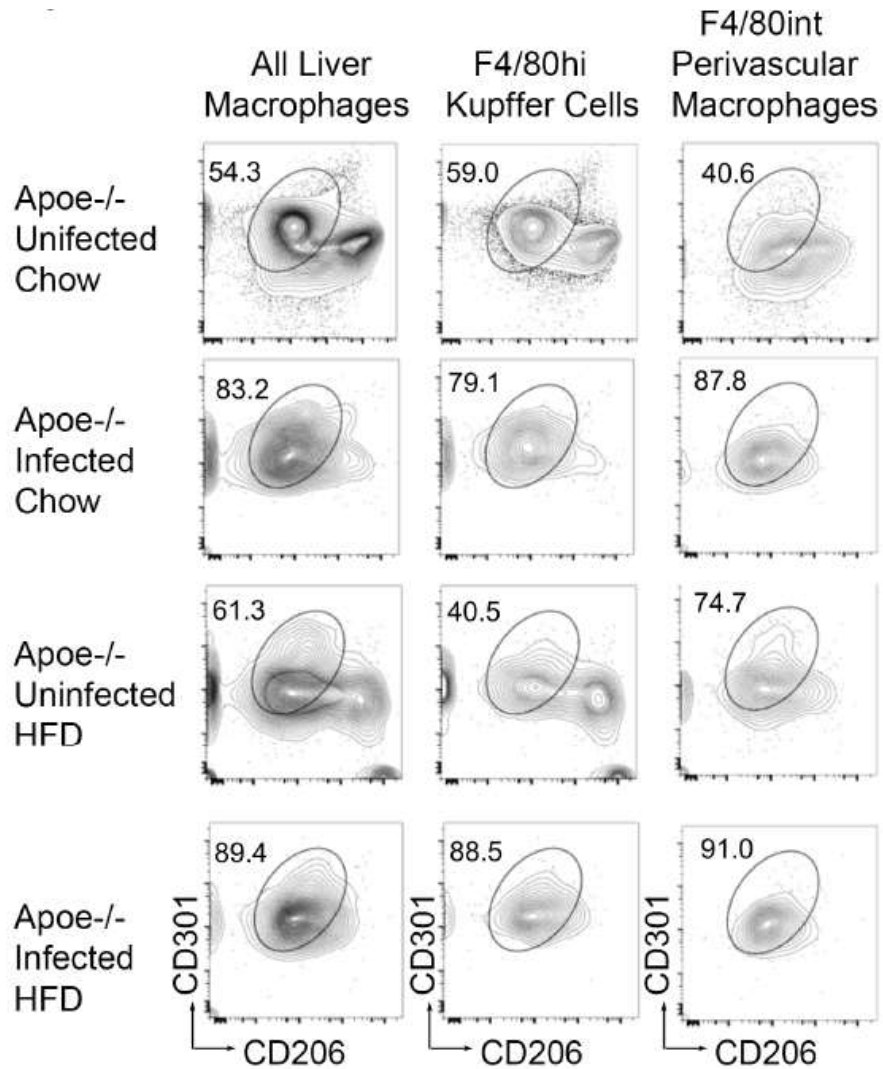 All Liver
Macrophages
F4/80hi
Kupffer Cells
F4/80int
Perivascular
Macrophages
Apoe-/-
Unifected
Chow
54.3
59.0
40.6
Apoe-/-
Infected
Chow
83.2
79.1
87.8
Apoe-/-
Uninfected
HFD
61.3
40.5
74.7
Apoe-/-
Infected
HFD
89.4
88.5
91.0
CD301
CD206
CD301
CD206
CD301
CD206